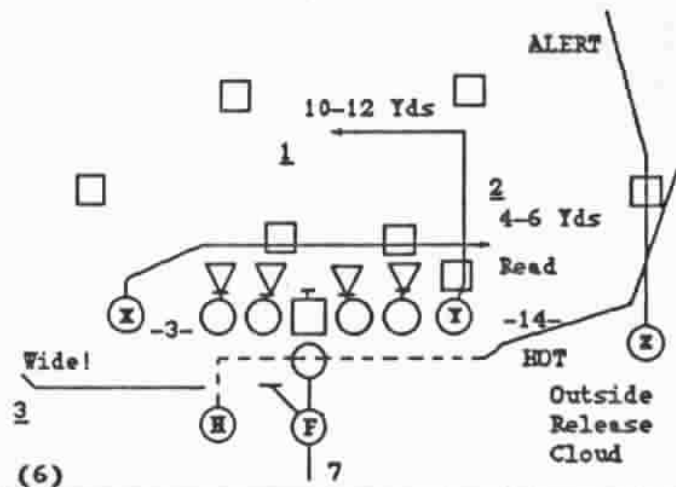 ALERT
10-12 Yds
1
2
4-6 Yds
Read
X
-3-
Y
-14-
Z
Wide!
HOT
3
H
F
Outside
Release
Cloud
(6)
7